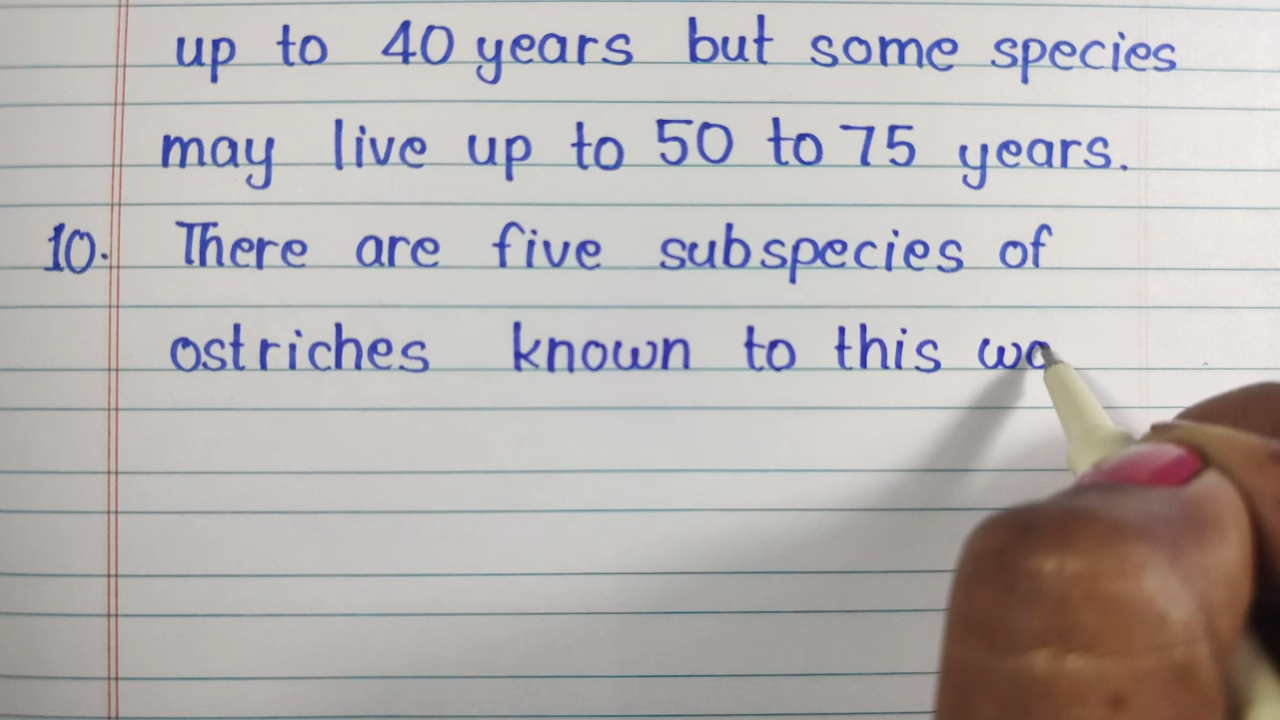 up to 40 years but some species
may live up to 50 to 75 years.
10. There are five subspecies of
ostriches known to this wo